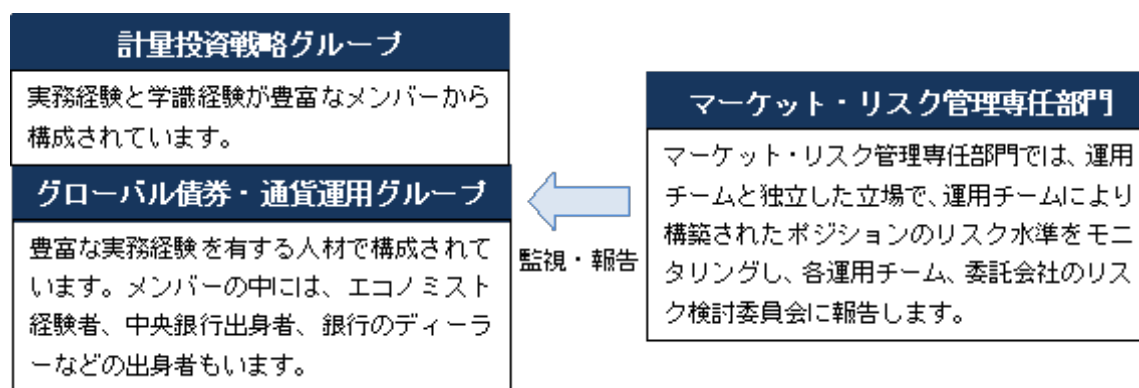 計量投資戦略グループ
実務経験と学識経験が豊富なメンバーから
構成されています。
グローバル債券・通貨運用グループ
豊富な実務経験を有する人材で構成されて
います。メンバーの中には、エコノミスト
経験者、中央銀行出身者、銀行のディーラ
ーなどの出身者もいます。
監視・報告
マーケット・リスク管理専任部門
マーケット・リスク管理専任部門では、運用
チームと独立した立場で、運用チームにより
構築されたポジションのリスク水準をモニ
タリングし、各運用チーム、委託会社のリス
ク検討委員会に報告します。